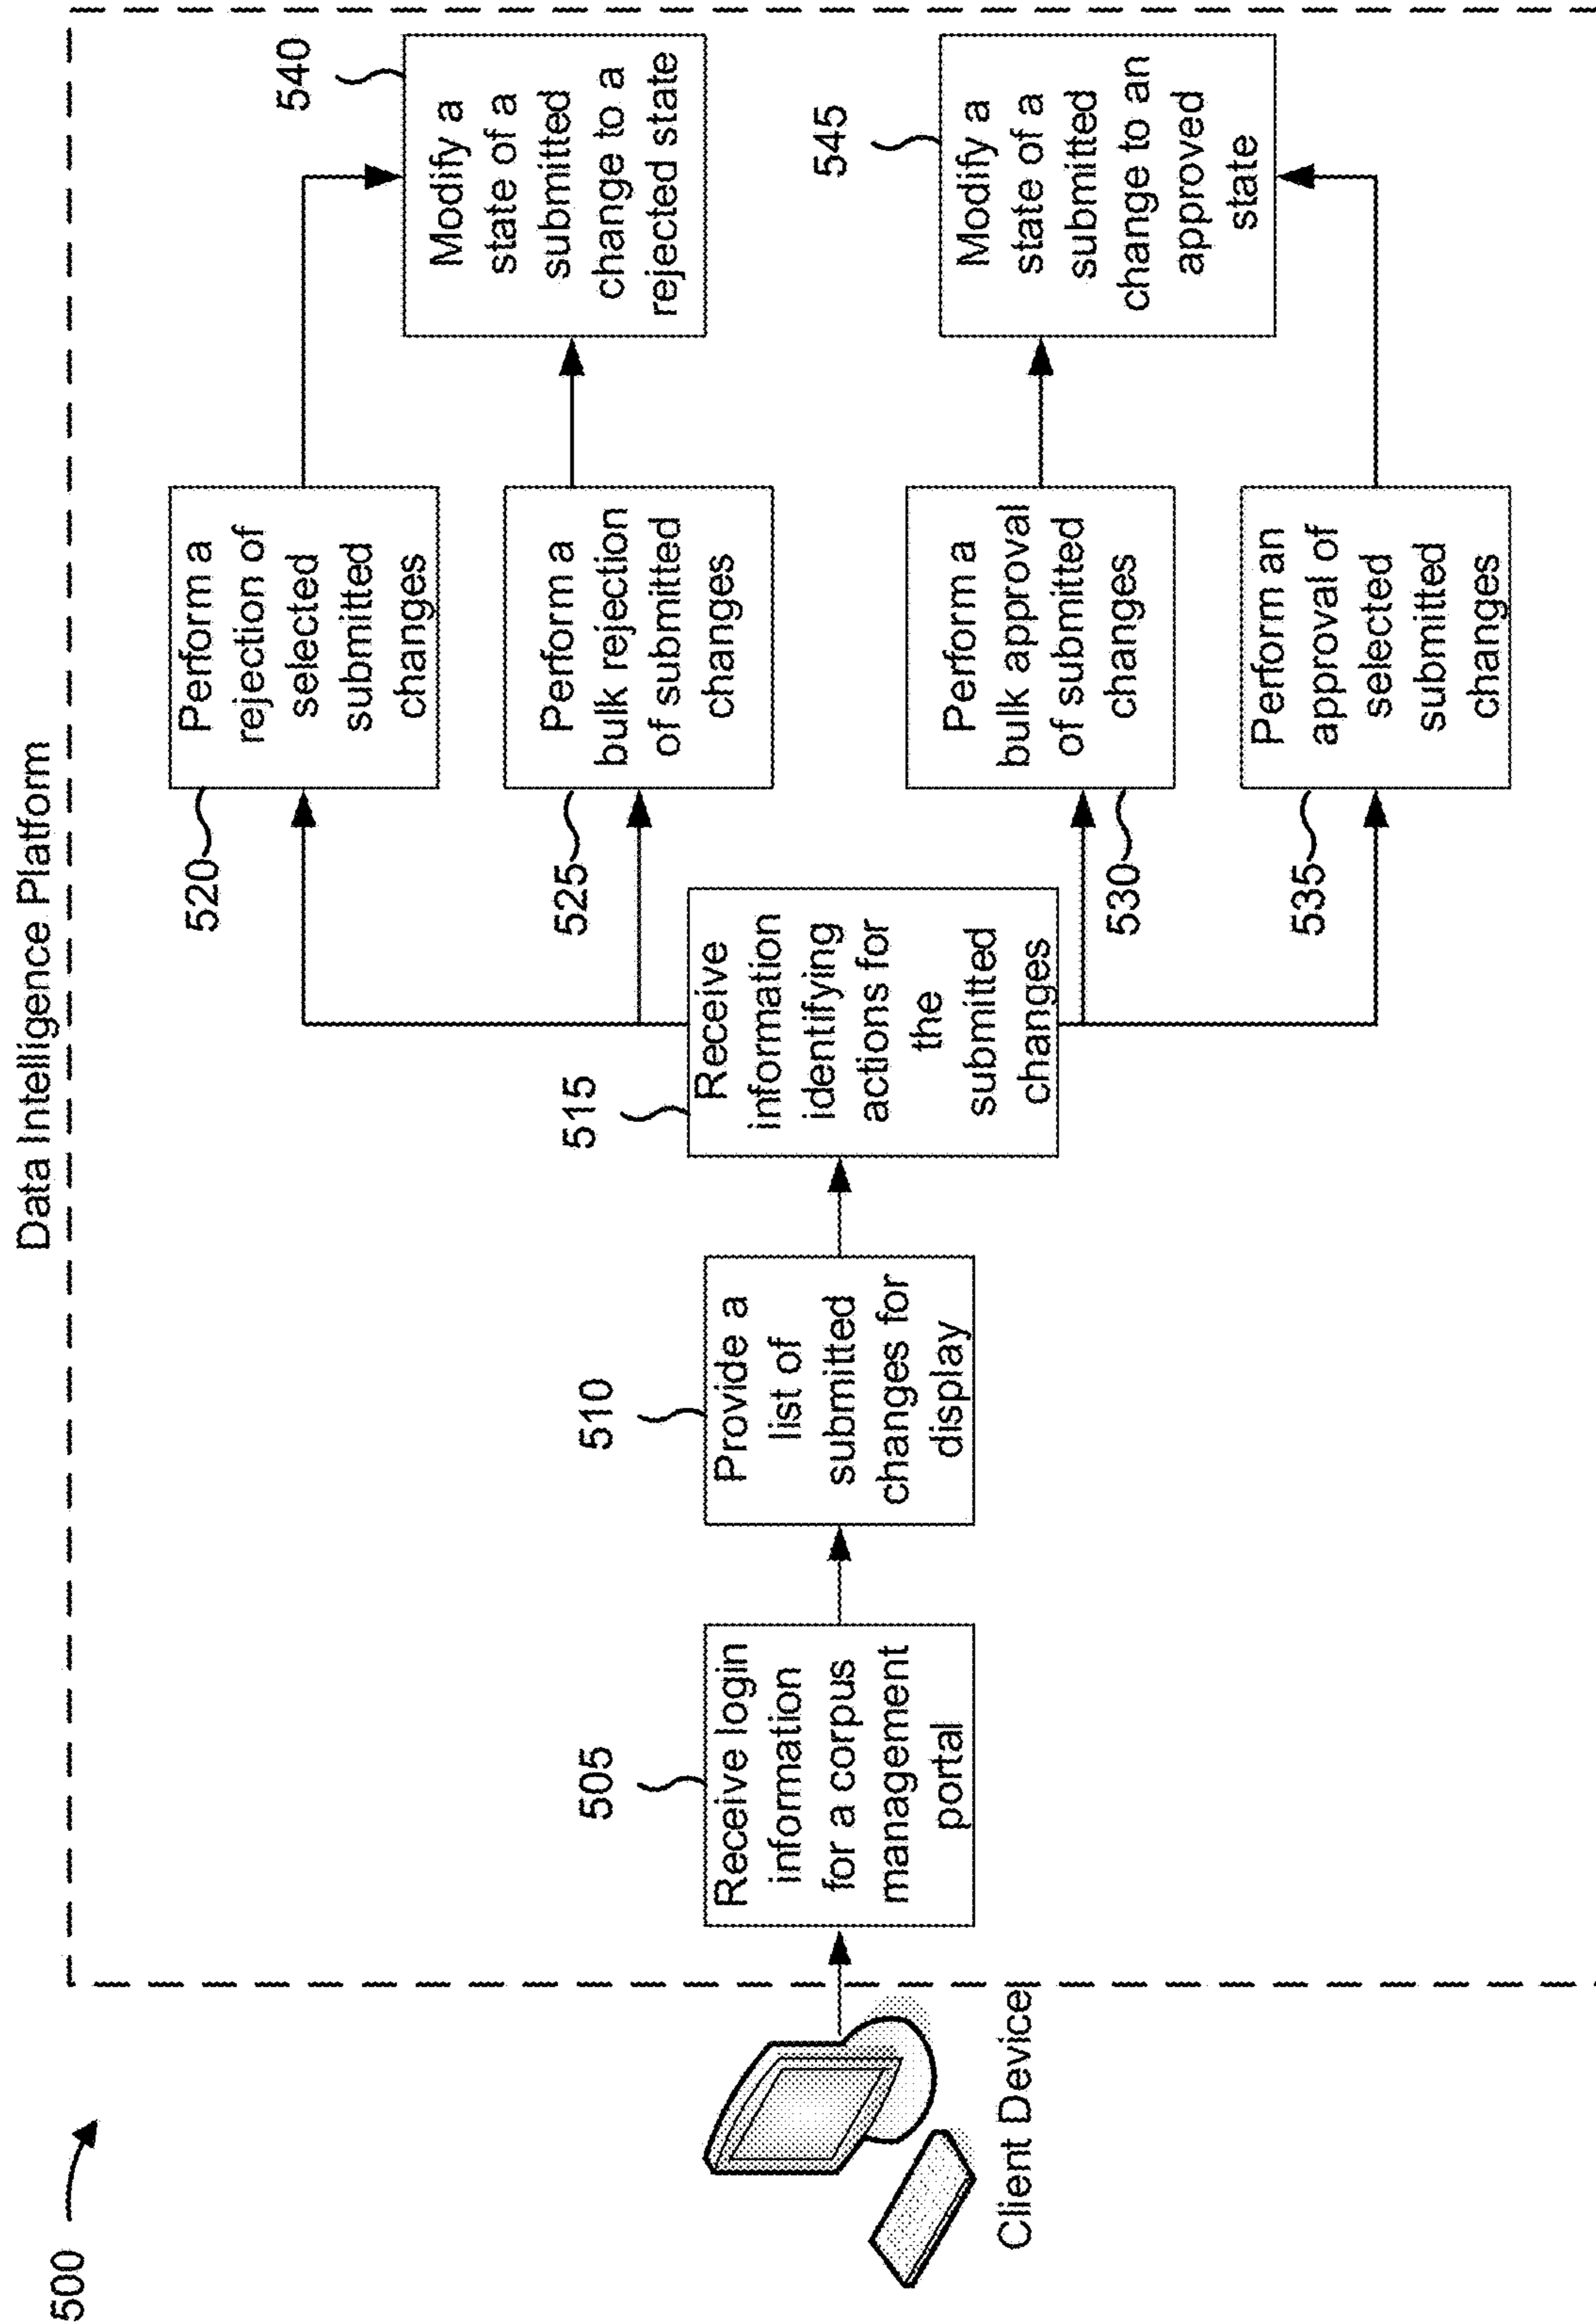 500
Data Intelligence Platform
Client Device
505
Receive login
information
for a corpus
management
portal
510
Provide a
list of
submitted
changes for
display
515
Receive
information
identifying
actions for
the
submitted
changes
520
Perform a
rejection of
selected
submitted
changes
525
Perform a
bulk rejection
of submitted
changes
530
Perform a
bulk approval
of submitted
changes
535
Perform an
approval of
selected
submitted
changes
540
Modify a
state of a
submitted
change to a
rejected state
545
Modify a
state of a
submitted
change to an
approved
state